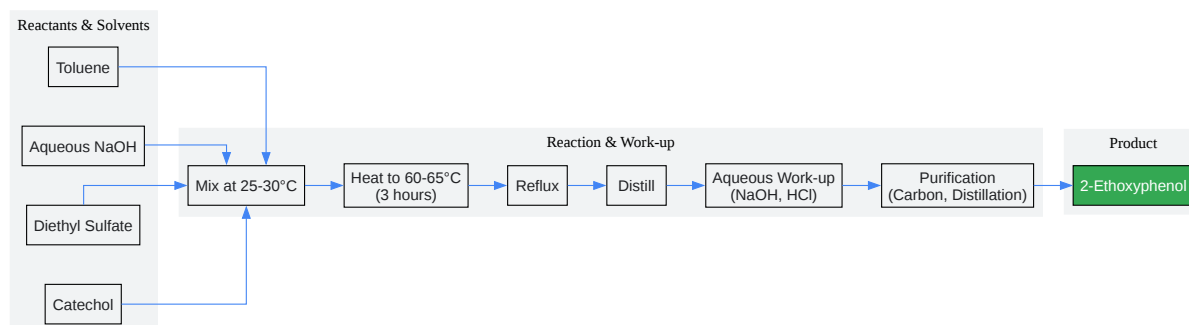 Reactants & Solvents
Toluene
Aqueous NaOH
Diethyl Sulfate
Catechol
Reaction & Work-up
Mix at 25-30°C
Heat to 60-65°C
(3 hours)
Reflux
Distill
Aqueous Work-up
(NaOH, HCl)
Purification
(Carbon, Distillation)
Product
2-Ethoxyphenol